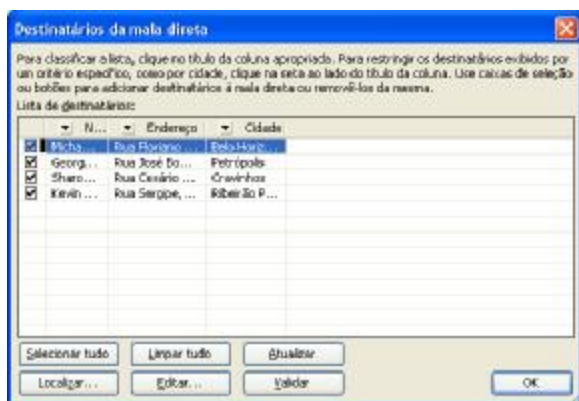 Destinatários da mala direta
Para classificar a lista, clique no título da coluna apropriada. Para restringir os destinatários exibidos por
um critério específico, como por cidade, clique na seta ao lado do título da coluna. Use caixas de seleção
ou botões para adicionar destinatários à mala direta ou removê-los da mesma.
Lista de destinatários:
N... Endereço Cidade
Micha... Rua Floriano ... Belo Horiz...
Georg... Rua José Bo... Petrópolis
Sharo... Rua Cesário ... Cravinhos
Kevin ... Rua Sergipe, ... Ribeirão P...
Selecionar tudo Limpar tudo Atualizar
Localizar... Editar... Validar OK